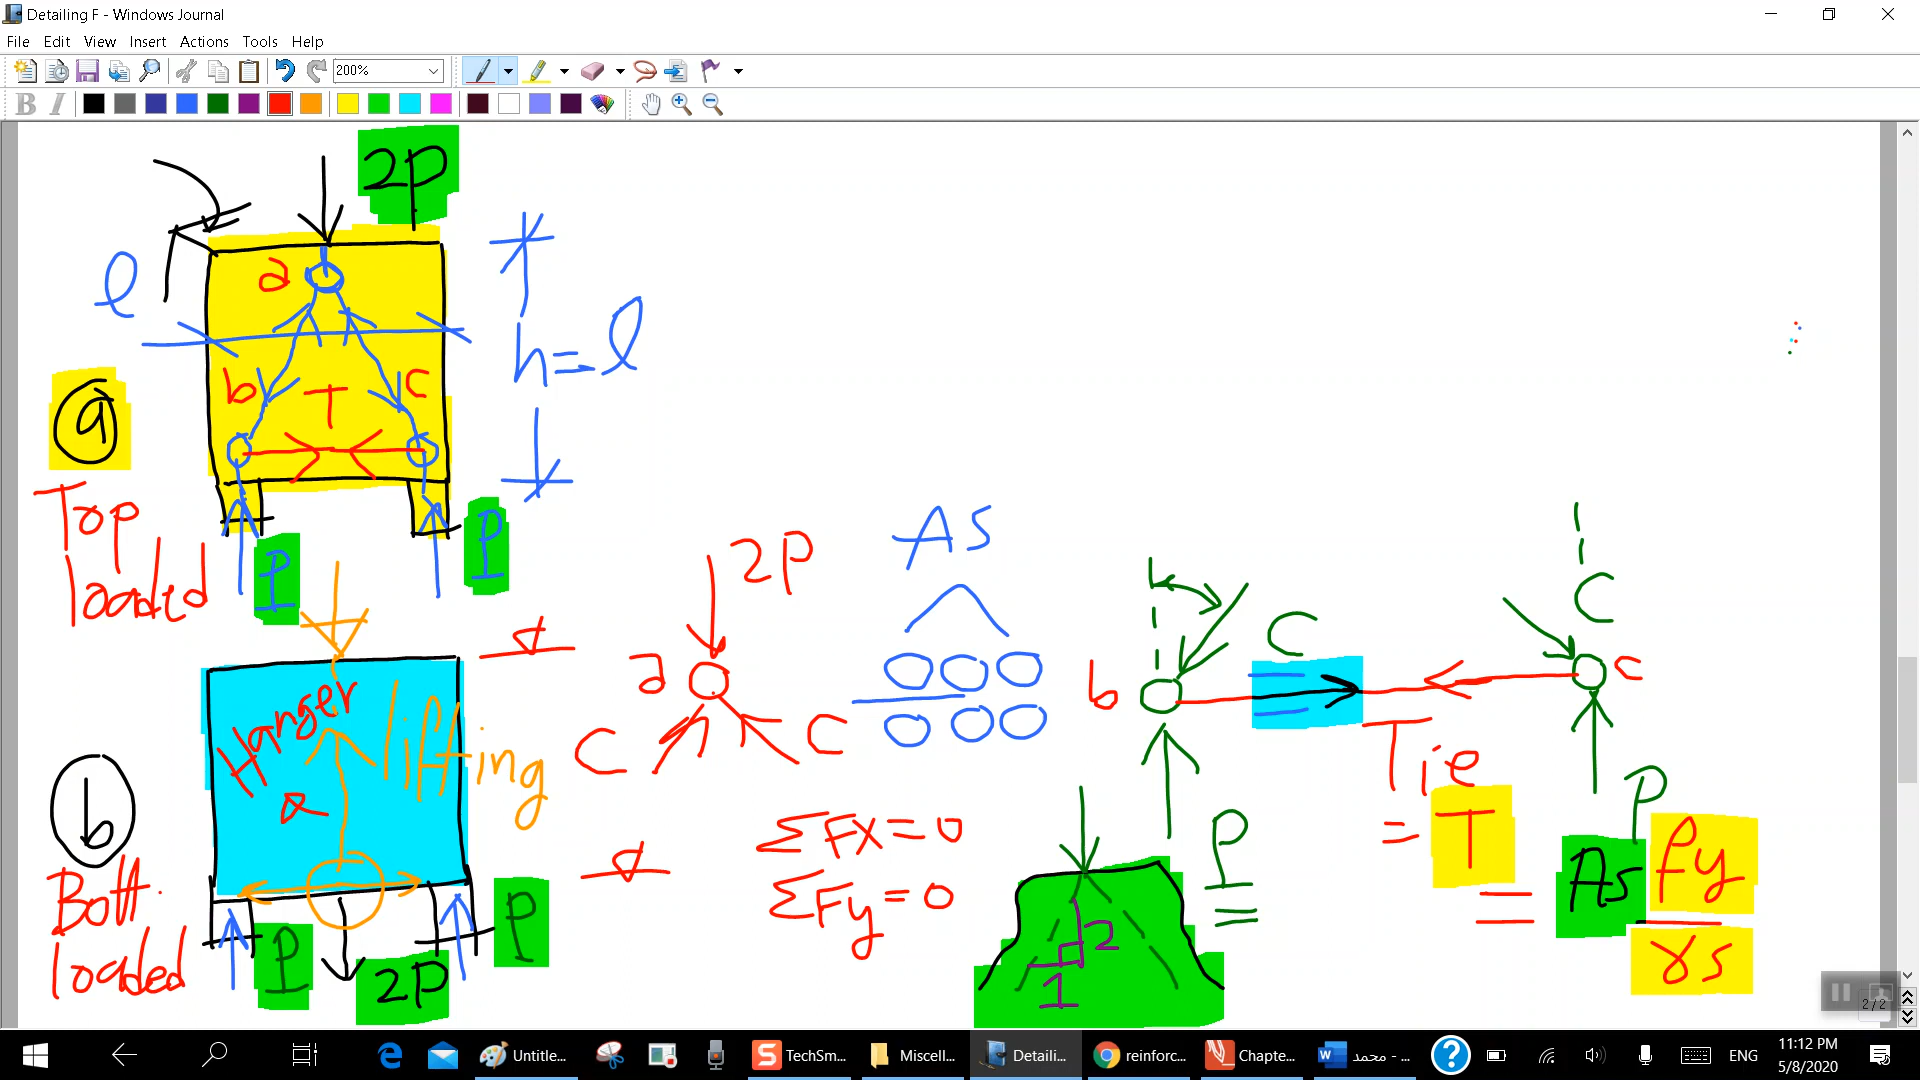 Detailing F - Windows Journal
File Edit View Insert Actions Tools Help
200%
B I
2P
l
a
h=l
b T c
a
Top
loaded
P
P
2P
a
C C
As
C
b
C
c
Tie
= T
P
P
= As fy
γs
Hanger
&
lifting
b
Bott.
loaded
P
2P
P
ΣFx=0
ΣFy=0
2
1
2 / 2
Untitle...
TechSm...
Miscell...
Detaili...
reinforc...
Chapte...
محمد - ...
ENG
11:12 PM
5/8/2020